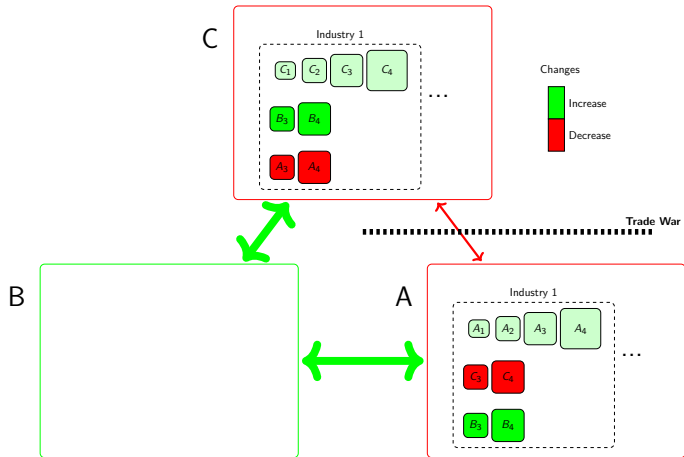 C
Industry 1
C1 C2 C3 C4
...
B3 B4
A3 A4
Changes
Increase
Decrease
Trade War
B
A
Industry 1
A1 A2 A3 A4
...
C3 C4
B3 B4